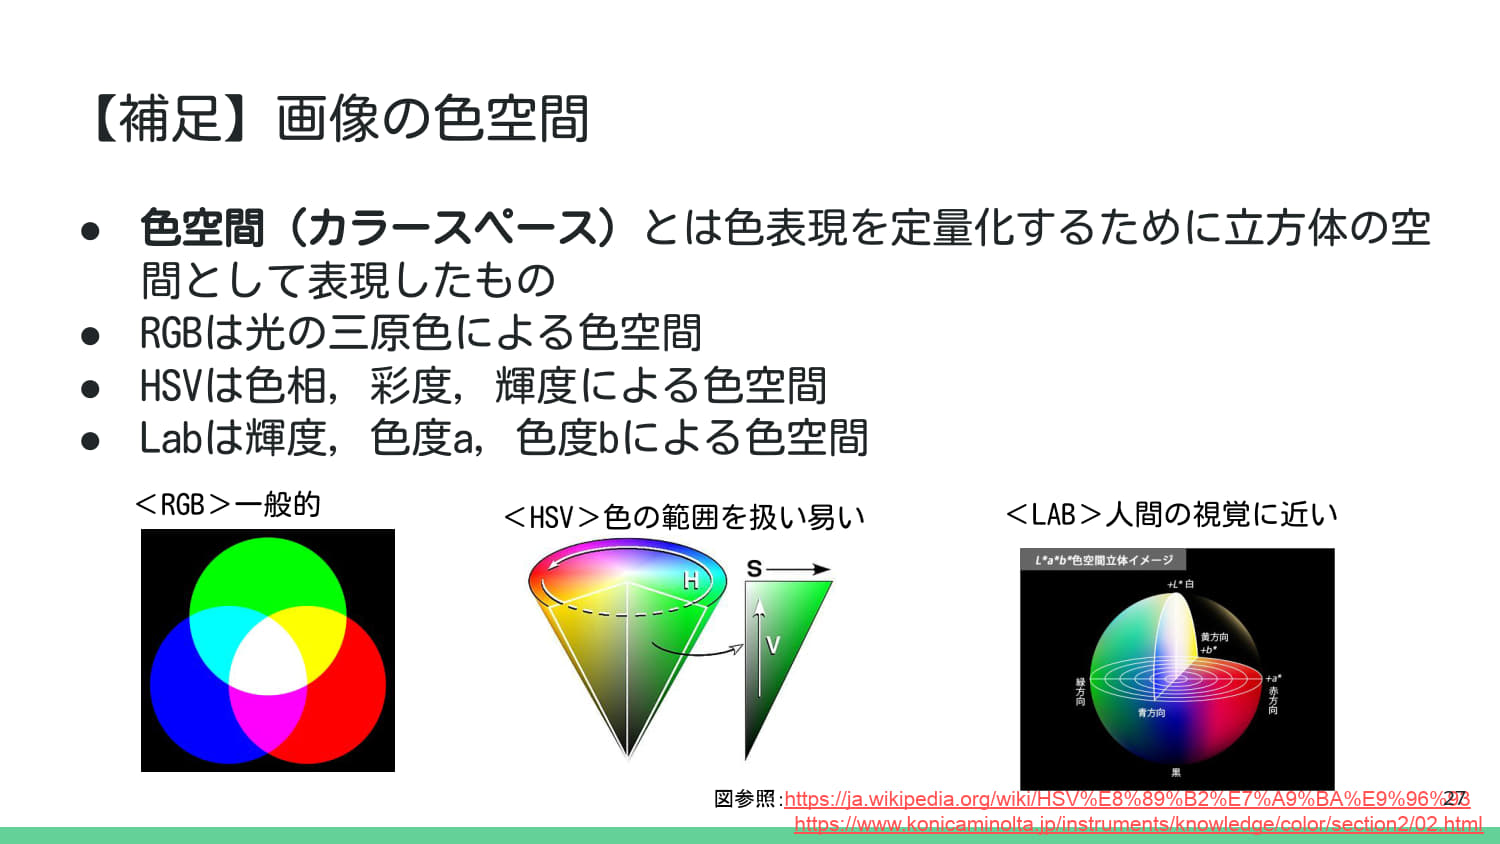 【補足】画像の色空間
● 色空間（カラースペース）とは色表現を定量化するために立方体の空
間として表現したもの
● RGBは光の三原色による色空間
● HSVは色相，彩度，輝度による色空間
● Labは輝度，色度a，色度bによる色空間
＜RGB＞一般的
＜HSV＞色の範囲を扱い易い
＜LAB＞人間の視覚に近い
H
S
V
L*a*b*色空間立体イメージ
+L* 白
黄方向
+b*
緑方向
+a*
赤方向
青方向
黒
図参照：https://ja.wikipedia.org/wiki/HSV%E8%89%B2%E7%A9%BA%E9%96%93
27
https://www.konicaminolta.jp/instruments/knowledge/color/section2/02.html